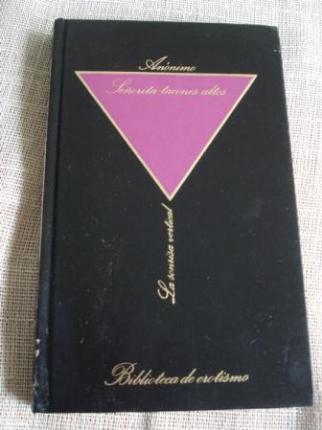 Anónimo
Señorita tacones altos
La sonrisa vertical
Biblioteca de erotismo